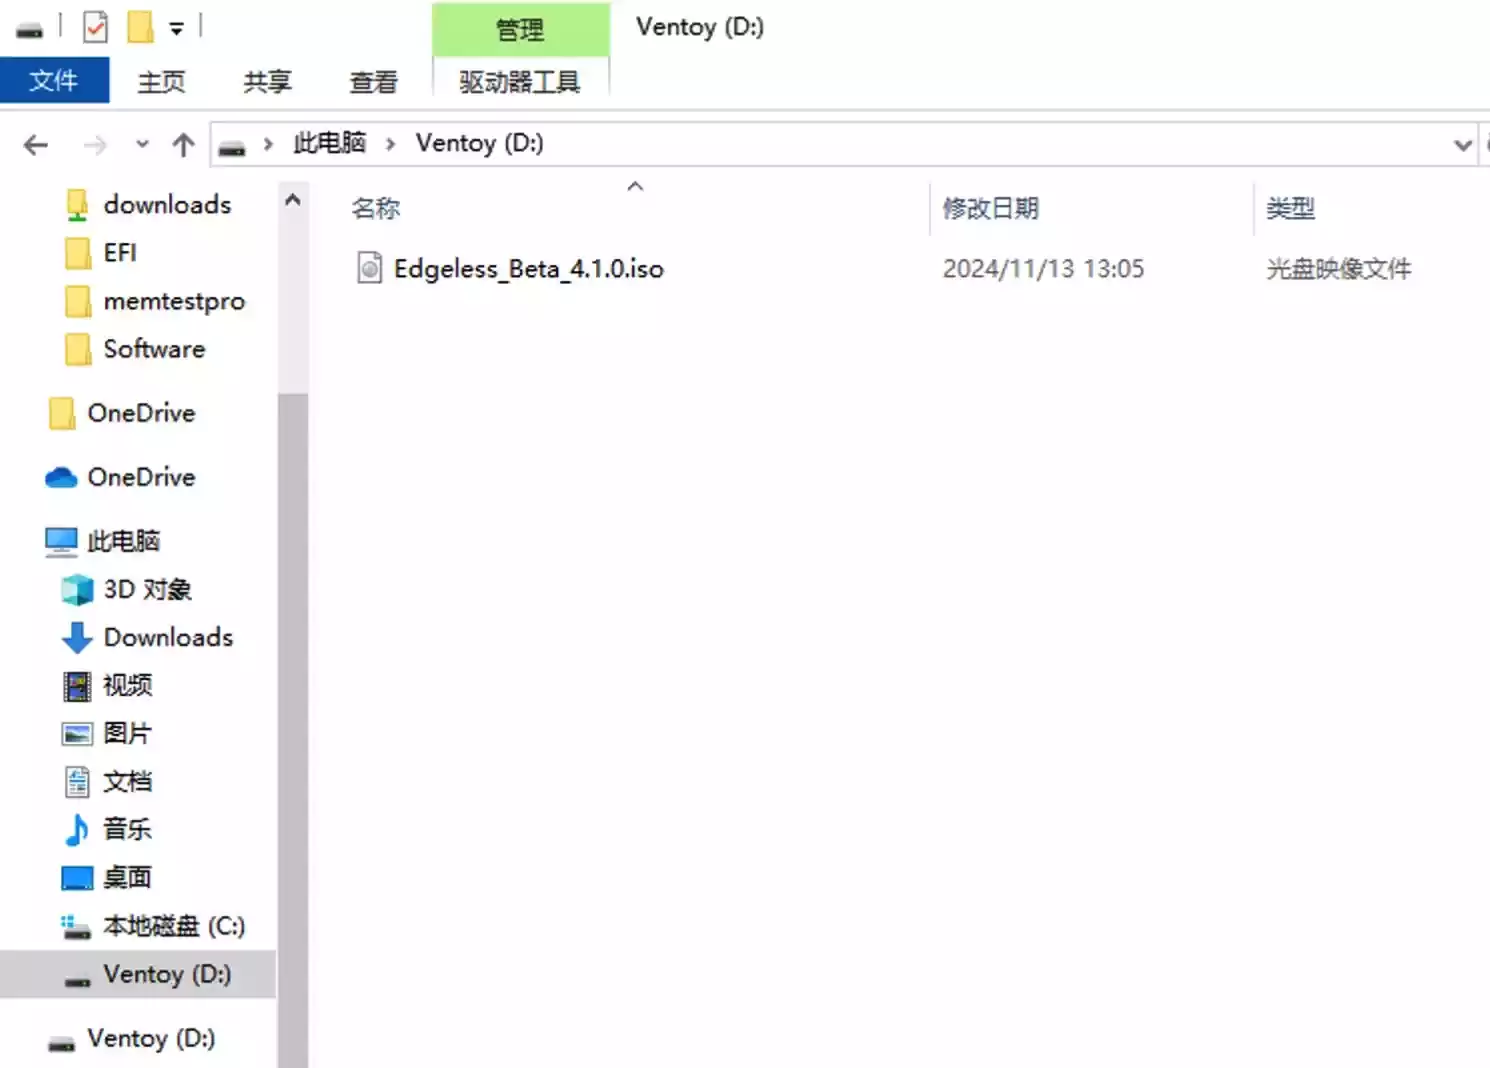 管理
Ventoy (D:)
文件
主页
共享
查看
驱动器工具
此电脑
Ventoy (D:)
名称
修改日期
类型
Edgeless_Beta_4.1.0.iso
2024/11/13 13:05
光盘映像文件
downloads
EFI
memtestpro
Software
OneDrive
OneDrive
此电脑
3D 对象
Downloads
视频
图片
文档
音乐
桌面
本地磁盘 (C:)
Ventoy (D:)
Ventoy (D:)